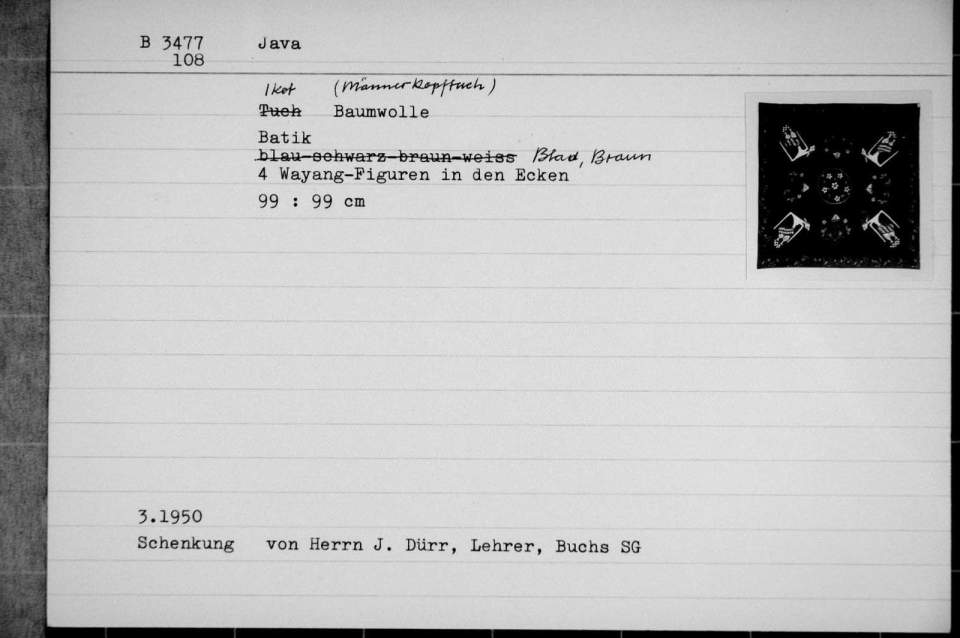 B 3477 Java
108
Ikat (Männerkopftuch)
Tuch Baumwolle
Batik
blau-schwarz-braun-weiss Blau, Braun
4 Wayang-Figuren in den Ecken
99 : 99 cm
3.1950
Schenkung von Herrn J. Dürr, Lehrer, Buchs SG